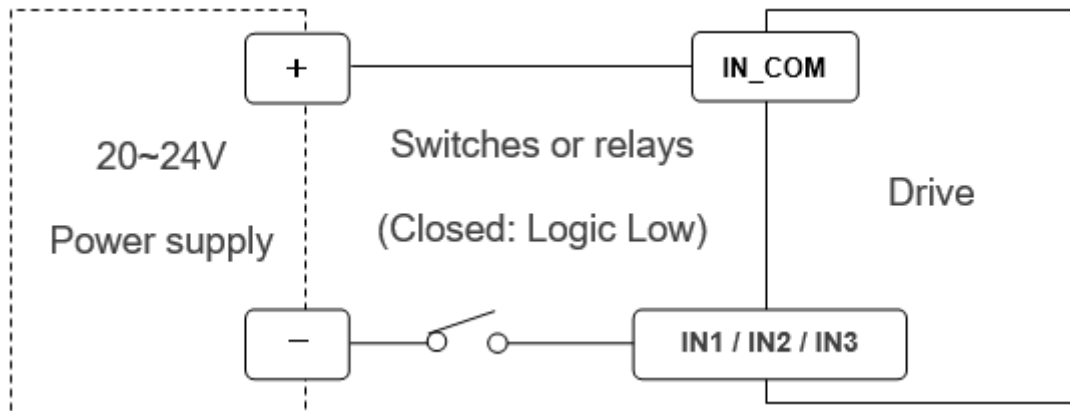 +
IN_COM
20~24V
Power supply
Switches or relays
(Closed: Logic Low)
Drive
−
IN1 / IN2 / IN3